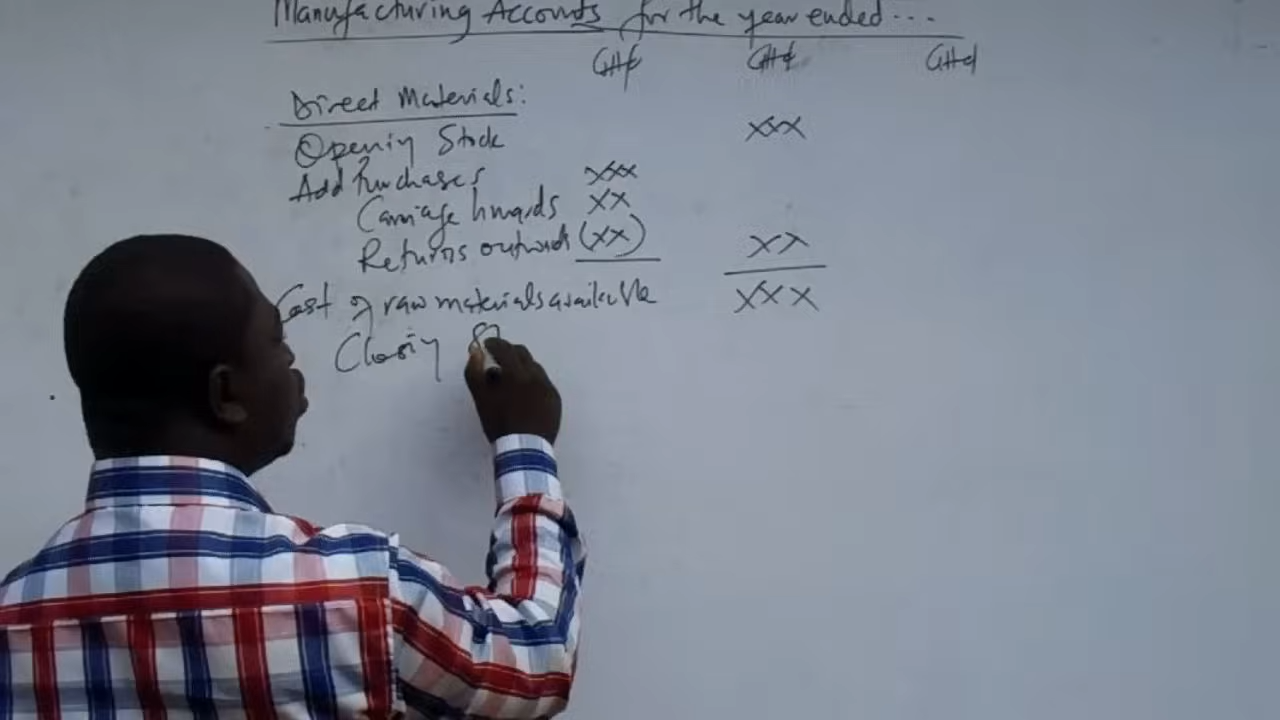 Manufacturing Accounts for the year ended...
GH¢ GH¢ GH¢
Direct Materials:
Opening Stock xxx
Add Purchases xxx
Carriage Inwards xx
Returns outwards (xx) xx
Cost of raw materials available xxx
Closing S